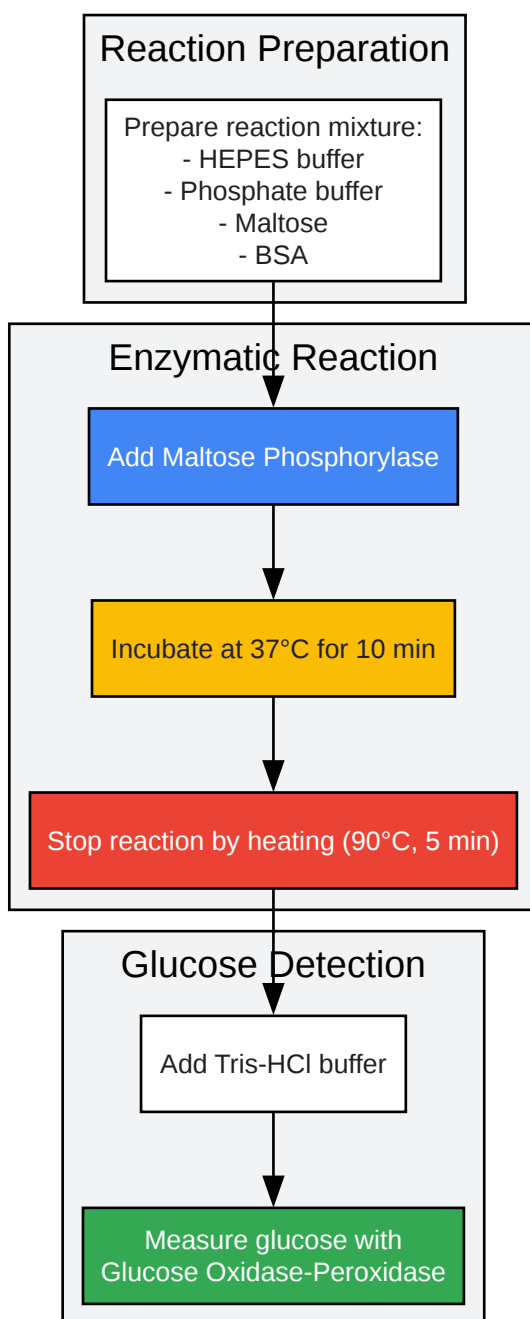 Reaction Preparation
Prepare reaction mixture:
- HEPES buffer
- Phosphate buffer
- Maltose
- BSA
Enzymatic Reaction
Add Maltose Phosphorylase
Incubate at 37°C for 10 min
Stop reaction by heating (90°C, 5 min)
Glucose Detection
Add Tris-HCl buffer
Measure glucose with
Glucose Oxidase-Peroxidase